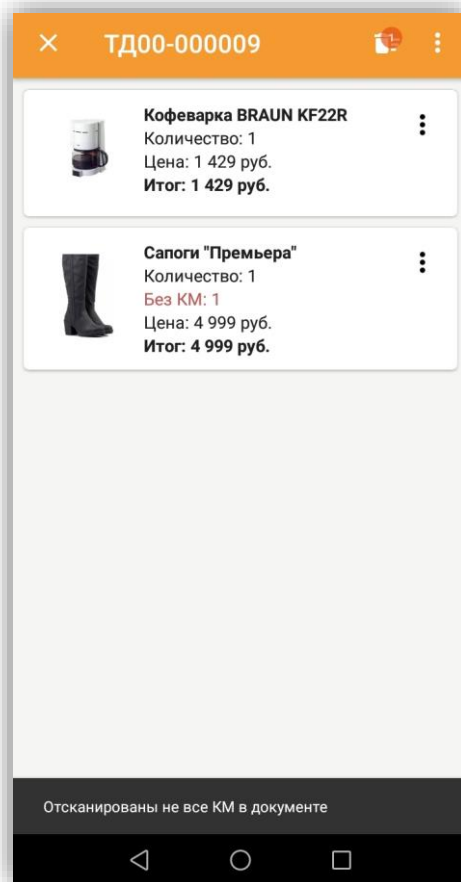 ТД00-000009
1
Кофеварка BRAUN KF22R
Количество: 1
Цена: 1 429 руб.
Итог: 1 429 руб.
Сапоги "Премьера"
Количество: 1
Без КМ: 1
Цена: 4 999 руб.
Итог: 4 999 руб.
Отсканированы не все КМ в документе